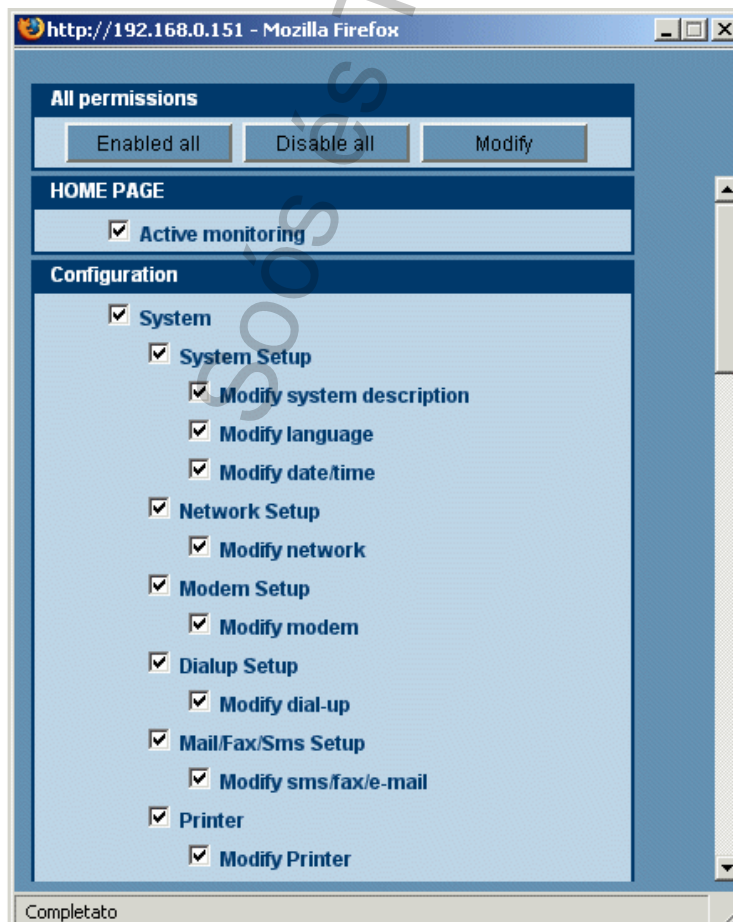 http://192.168.0.151 - Mozilla Firefox
All permissions
Enabled all Disable all Modify
HOME PAGE
Active monitoring
Configuration
System
System Setup
Modify system description
Modify language
Modify date/time
Network Setup
Modify network
Modem Setup
Modify modem
Dialup Setup
Modify dial-up
Mail/Fax/Sms Setup
Modify sms/fax/e-mail
Printer
Modify Printer
Completato
Soós és